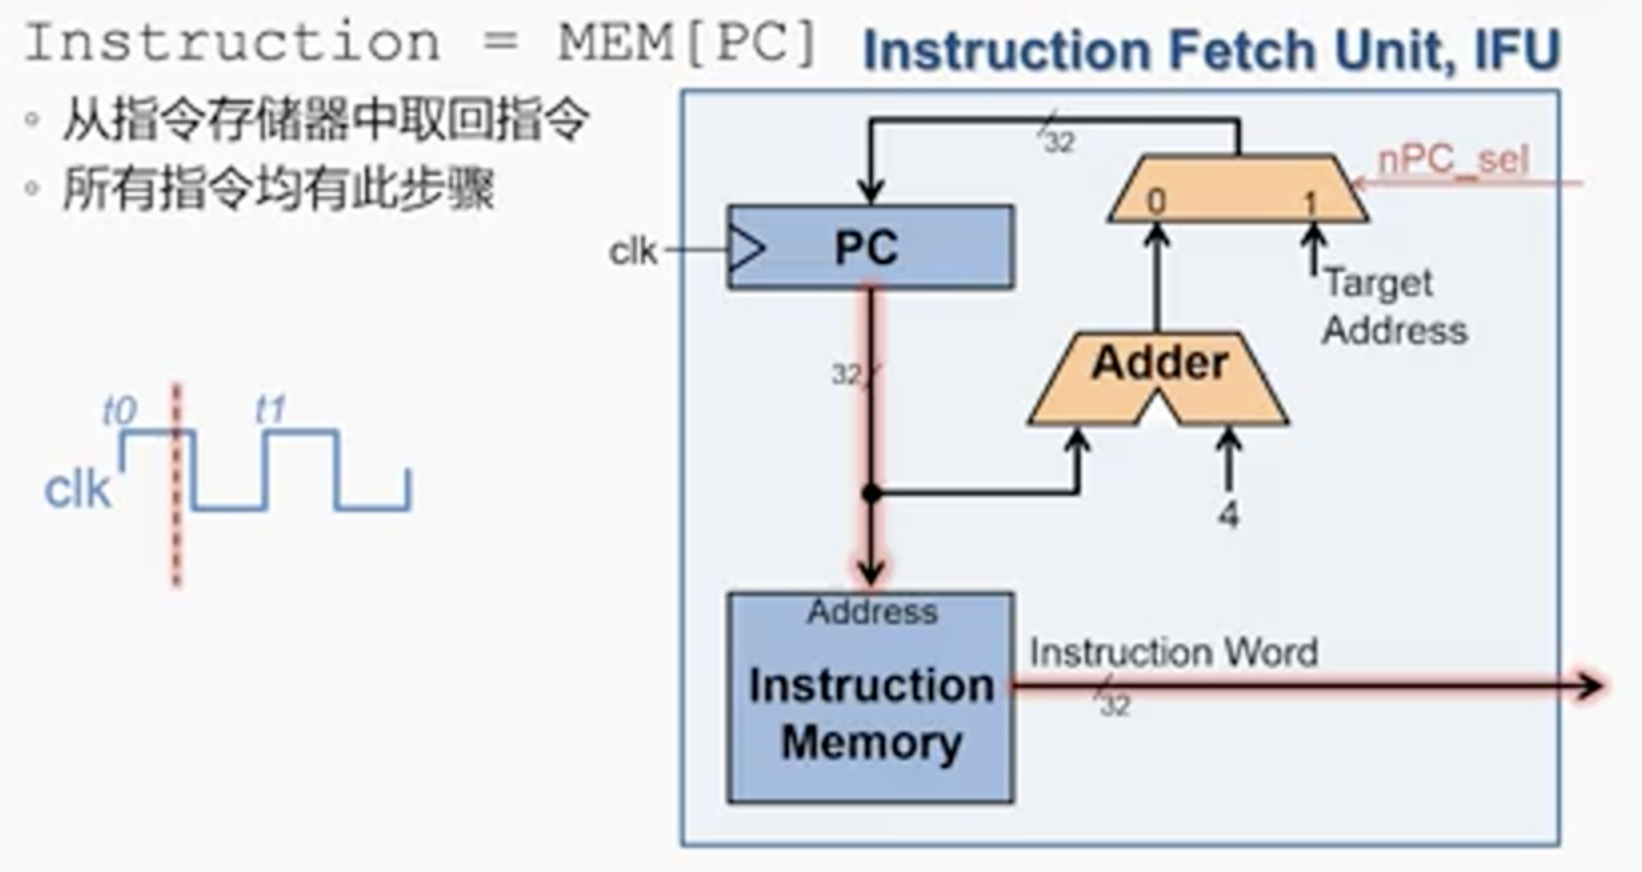 Instruction = MEM[PC]
Instruction Fetch Unit, IFU
◦ 从指令存储器中取回指令
◦ 所有指令均有此步骤
32
nPC_sel
0 1
clk
PC
Target
Address
Adder
32
t0 t1
clk
4
Address
Instruction
Memory
Instruction Word
32